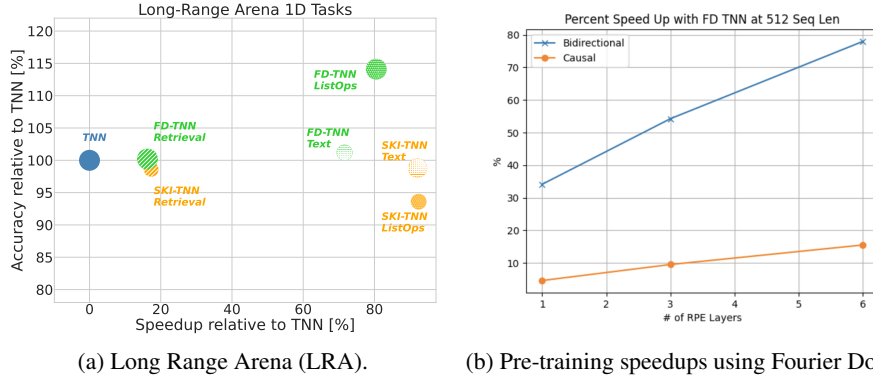 Long-Range Arena 1D Tasks
Accuracy relative to TNN [%]
120
115
110
105
100
95
90
85
80
TNN
FD-TNN
Retrieval
SKI-TNN
Retrieval
FD-TNN
ListOps
FD-TNN
Text
SKI-TNN
Text
SKI-TNN
ListOps
0 20 40 60 80
Speedup relative to TNN [%]
(a) Long Range Arena (LRA).
Percent Speed Up with FD TNN at 512 Seq Len
Bidirectional
Causal
%
80
70
60
50
40
30
20
10
1 2 3 4 5 6
# of RPE Layers
(b) Pre-training speedups using Fourier Do